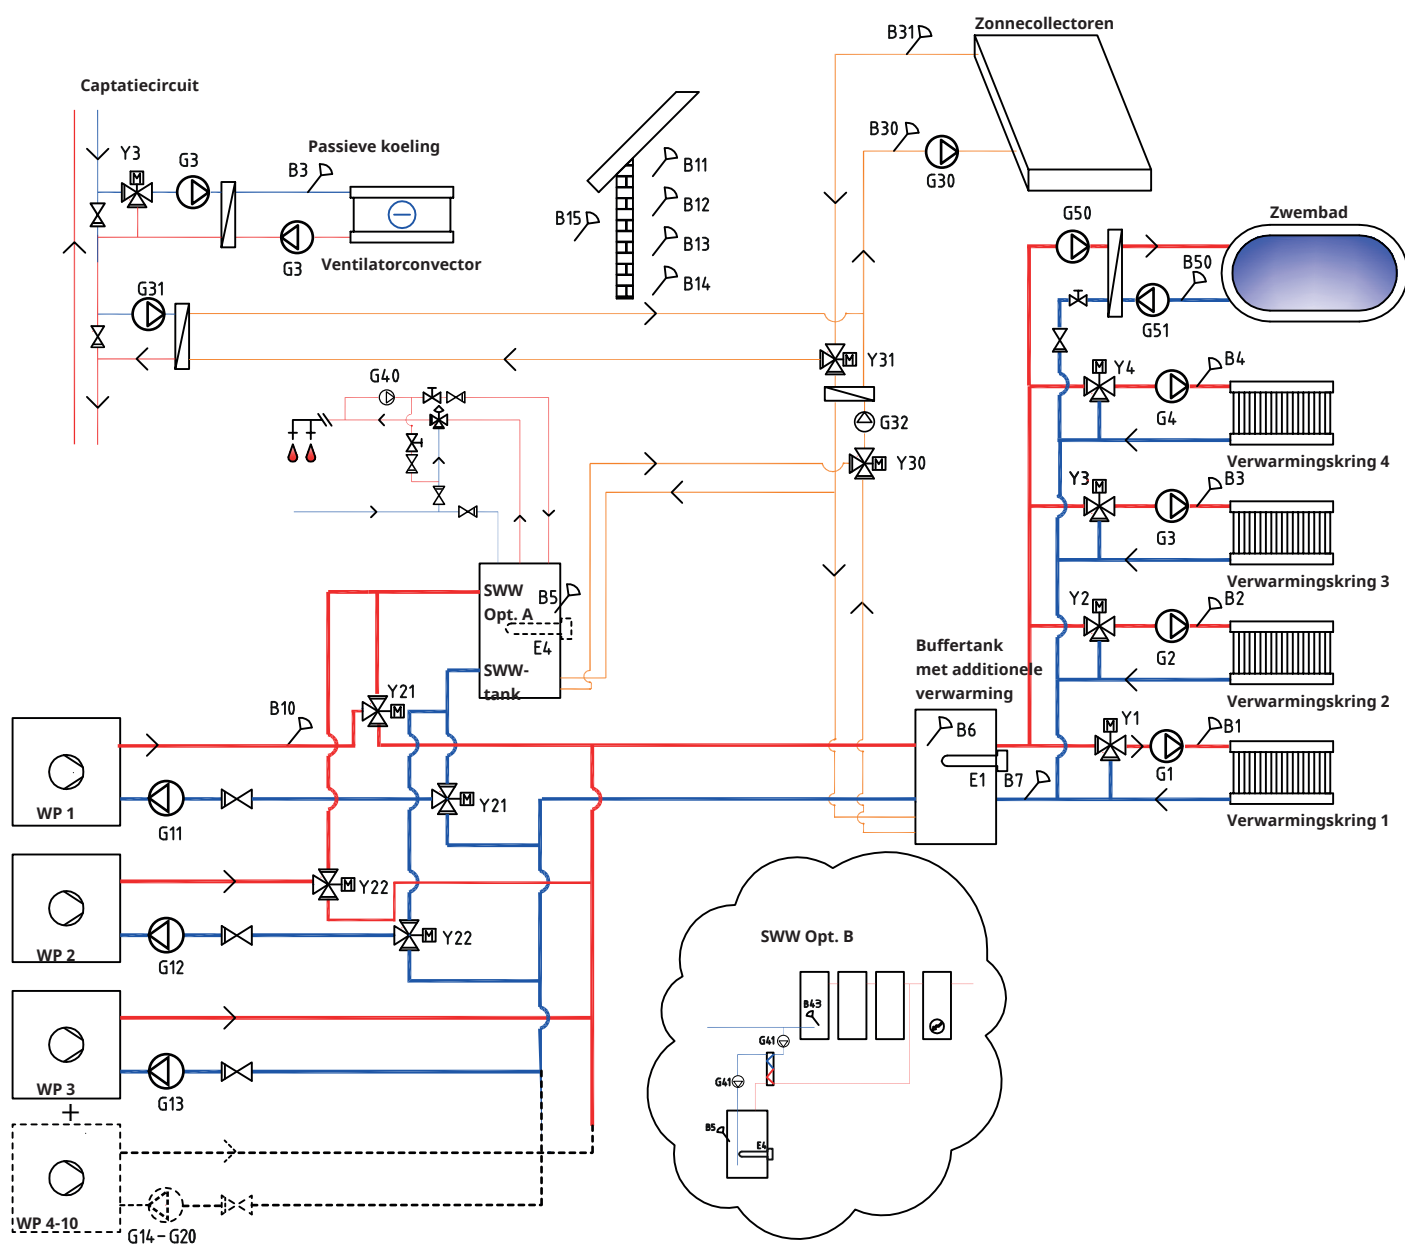 Zonnecollectoren
B31
Captatiecircuit
B30
G30
Y3
G3
B3
Passieve koeling
G3
Ventilatorconvector
B11
B12
B15
B13
B14
G50
Zwembad
B50
G51
G31
Y31
G40
G32
Y30
Y4
B4
G4
Verwarmingskring 4
Y3
B3
G3
Verwarmingskring 3
Y2
B2
G2
Verwarmingskring 2
SWW
Opt. A
B5
E4
SWW-
tank
Buffertank
met additionele
verwarming
B10
Y21
B6
E1
B7
Y1
B1
G1
Verwarmingskring 1
WP 1
G11
Y21
WP 2
G12
Y22
Y22
WP 3
G13
+
WP 4-10
G14-G20
SWW Opt. B
B43
G41
G41
B5
E4
M
M
M
M
M
M
M
M
M
M
M